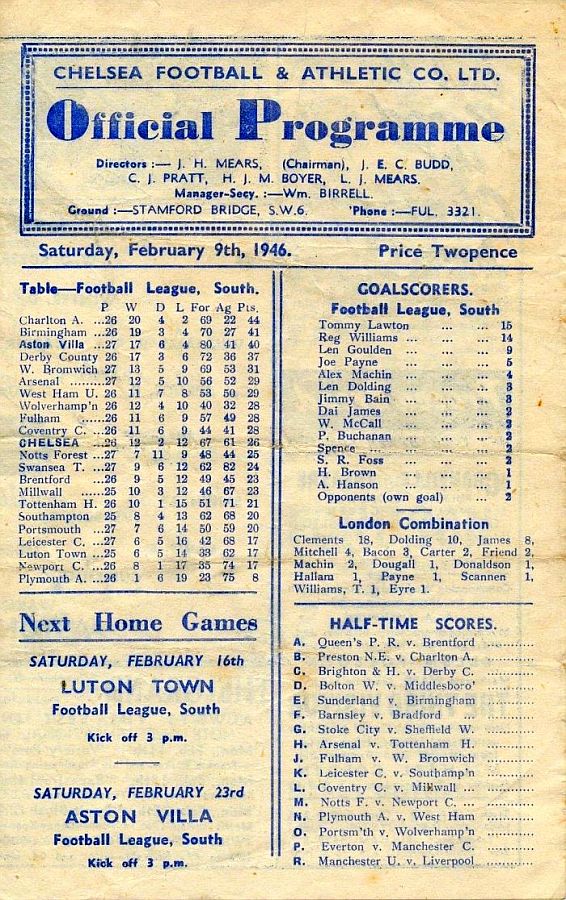 CHELSEA FOOTBALL & ATHLETIC CO. LTD.
Official Programme
Directors :— J. H. MEARS, (Chairman), J. E. C. BUDD,
C. J. PRATT, H. J. M. BOYER, L. J. MEARS.
Manager-Secy. :—Wm. BIRRELL.
Ground :—STAMFORD BRIDGE, S.W.6. 'Phone :—FUL. 3321.
Saturday, February 9th, 1946. Price Twopence
Table—Football League, South.
P W D L For Ag Pts.
Charlton A. ...26 20 4 2 69 22 44
Birmingham ...26 19 3 4 70 27 41
Aston Villa ...27 17 6 4 80 41 40
Derby County 26 17 3 6 72 36 37
W. Bromwich 27 13 5 9 69 53 31
Arsenal .........27 12 5 10 56 52 29
West Ham U. 26 11 7 8 53 50 29
Wolverhamp'n 26 12 4 10 40 32 28
Fulham ......26 11 6 9 57 49 28
Coventry C. ...26 11 6 9 44 41 28
CHELSEA ...26 12 2 12 67 61 26
Notts Forest ...27 7 11 9 48 44 25
Swansea T. ...27 9 6 12 62 82 24
Brentford ...26 9 5 12 49 45 23
Millwall ......25 10 3 12 46 67 23
Tottenham H. 26 10 1 15 51 71 21
Southampton 25 8 4 13 62 68 20
Portsmouth ...27 7 6 14 50 59 20
Leicester C. ...27 6 5 16 42 68 17
Luton Town ...25 6 5 14 33 62 17
Newport C. ...26 8 1 17 35 74 17
Plymouth A. ...26 1 6 19 23 75 8
Next Home Games
SATURDAY, FEBRUARY 16th
LUTON TOWN
Football League, South
Kick off 3 p.m.
SATURDAY, FEBRUARY 23rd
ASTON VILLA
Football League, South
Kick off 3 p.m.
GOALSCORERS.
Football League, South
Tommy Lawton ... ... 15
Reg Williams ... ... ... 14
Len Goulden ... ... ... 9
Joe Payne ... ... ... 5
Alex Machin ... ... ... 4
Len Dolding ... ... ... 3
Jimmy Bain ... ... ... 3
Dai James ... ... ... 2
W. McCall ... ... ... 2
P. Buchanan ... ... 2
Spence ... ... ... ... 2
S. R. Foss ... ... ... 2
H. Brown ... ... ... 1
A. Hanson ... ... ... 1
Opponents (own goal) ... 2
London Combination
Clements 18, Dolding 10, James 8,
Mitchell 4, Bacon 3, Carter 2, Friend 2,
Machin 2, Dougall 1, Donaldson 1,
Hallam 1, Payne 1, Scannen 1,
Williams, T. 1, Eyre 1.
HALF-TIME SCORES.
A. Queen's P. R. v. Brentford ............
B. Preston N.E. v. Charlton A. ............
C. Brighton & H. v. Derby C. ............
D. Bolton W. v. Middlesboro' ............
E. Sunderland v. Birmingham ............
F. Barnsley v. Bradford ... ............
G. Stoke City v. Sheffield W. ............
H. Arsenal v. Tottenham H. ............
J. Fulham v. W. Bromwich ............
K. Leicester C. v. Southamp'n ............
L. Coventry C. v. Millwall ... ............
M. Notts F. v. Newport C. ... ............
N. Plymouth A. v. West Ham ............
O. Portsm'th v. Wolverhamp'n ............
P. Everton v. Manchester C. ............
R. Manchester U. v. Liverpool ............